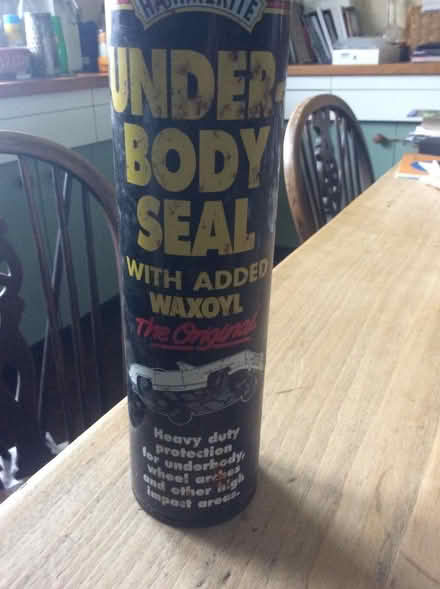 HAMMERITE
UNDER-
BODY
SEAL
WITH ADDED
WAXOYL
The Original
Heavy duty
protection
for underbody,
wheel arches
and other high
impact areas.